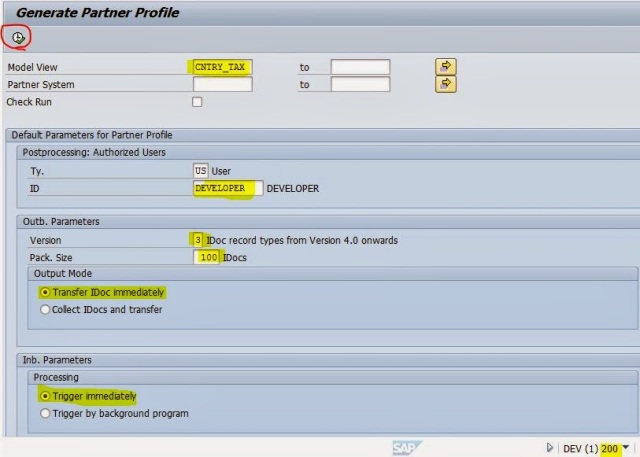 Generate Partner Profile
Model View CNTRY_TAX to
Partner System to
Check Run
Default Parameters for Partner Profile
Postprocessing: Authorized Users
Ty. US User
ID DEVELOPER DEVELOPER
Outb. Parameters
Version 3 IDoc record types from Version 4.0 onwards
Pack. Size 100 IDocs
Output Mode
Transfer IDoc immediately
Collect IDocs and transfer
Inb. Parameters
Processing
Trigger immediately
Trigger by background program
SAP DEV (1) 200